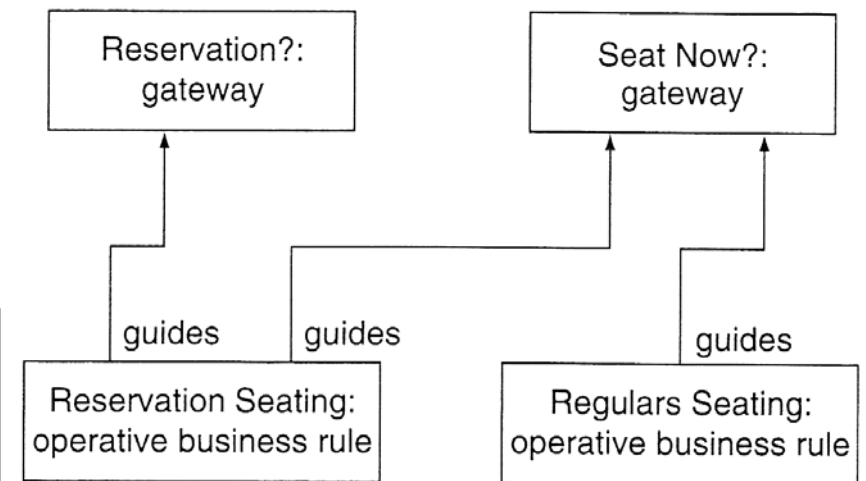 Reservation?:
gateway
Seat Now?:
gateway
guides
guides
guides
Reservation Seating:
operative business rule
Regulars Seating:
operative business rule